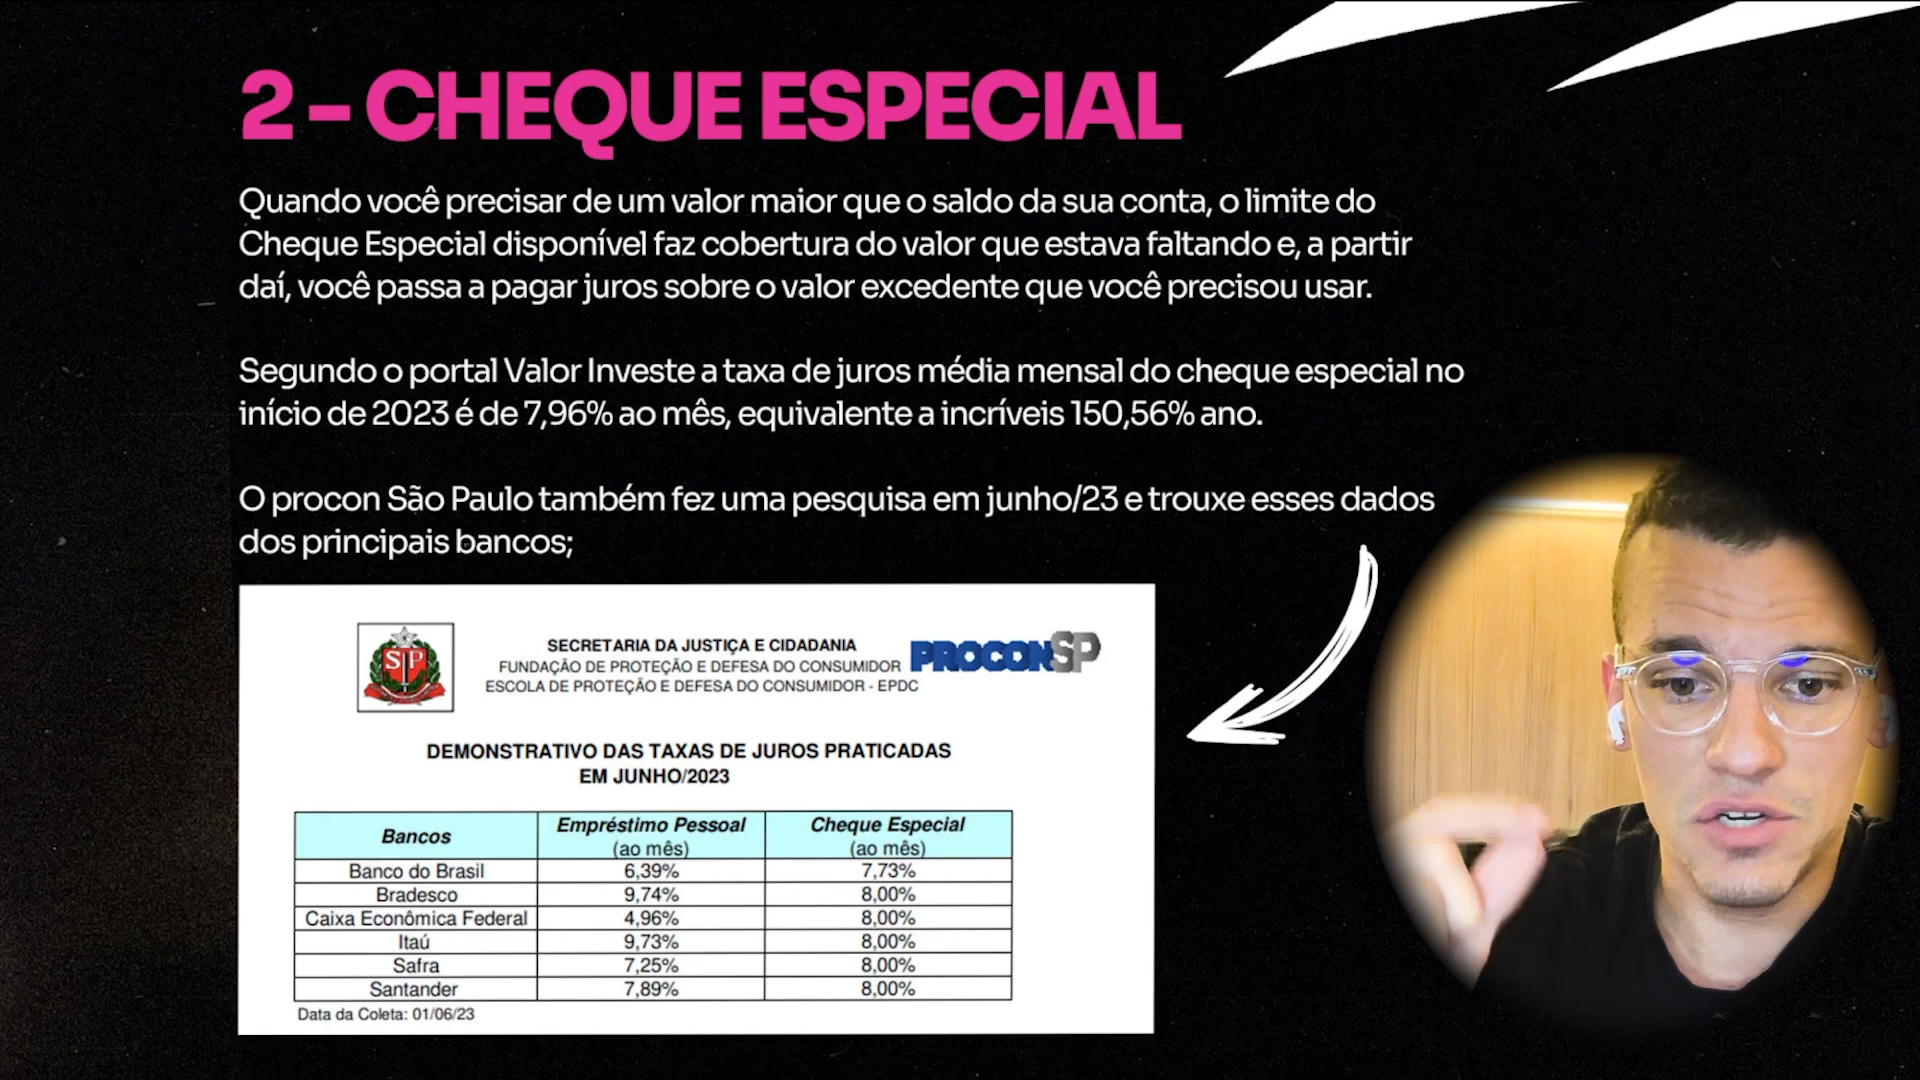 2 - CHEQUE ESPECIAL
Quando você precisar de um valor maior que o saldo da sua conta, o limite do
Cheque Especial disponível faz cobertura do valor que estava faltando e, a partir
daí, você passa a pagar juros sobre o valor excedente que você precisou usar.
Segundo o portal Valor Investe a taxa de juros média mensal do cheque especial no
início de 2023 é de 7,96% ao mês, equivalente a incríveis 150,56% ano.
O procon São Paulo também fez uma pesquisa em junho/23 e trouxe esses dados
dos principais bancos;
SP
SECRETARIA DA JUSTIÇA E CIDADANIA
FUNDAÇÃO DE PROTEÇÃO E DEFESA DO CONSUMIDOR
ESCOLA DE PROTEÇÃO E DEFESA DO CONSUMIDOR - EPDC
PROCONSP
DEMONSTRATIVO DAS TAXAS DE JUROS PRATICADAS
EM JUNHO/2023
Bancos Empréstimo Pessoal (ao mês) Cheque Especial (ao mês)
Banco do Brasil 6,39% 7,73%
Bradesco 9,74% 8,00%
Caixa Econômica Federal 4,96% 8,00%
Itaú 9,73% 8,00%
Safra 7,25% 8,00%
Santander 7,89% 8,00%
Data da Coleta: 01/06/23